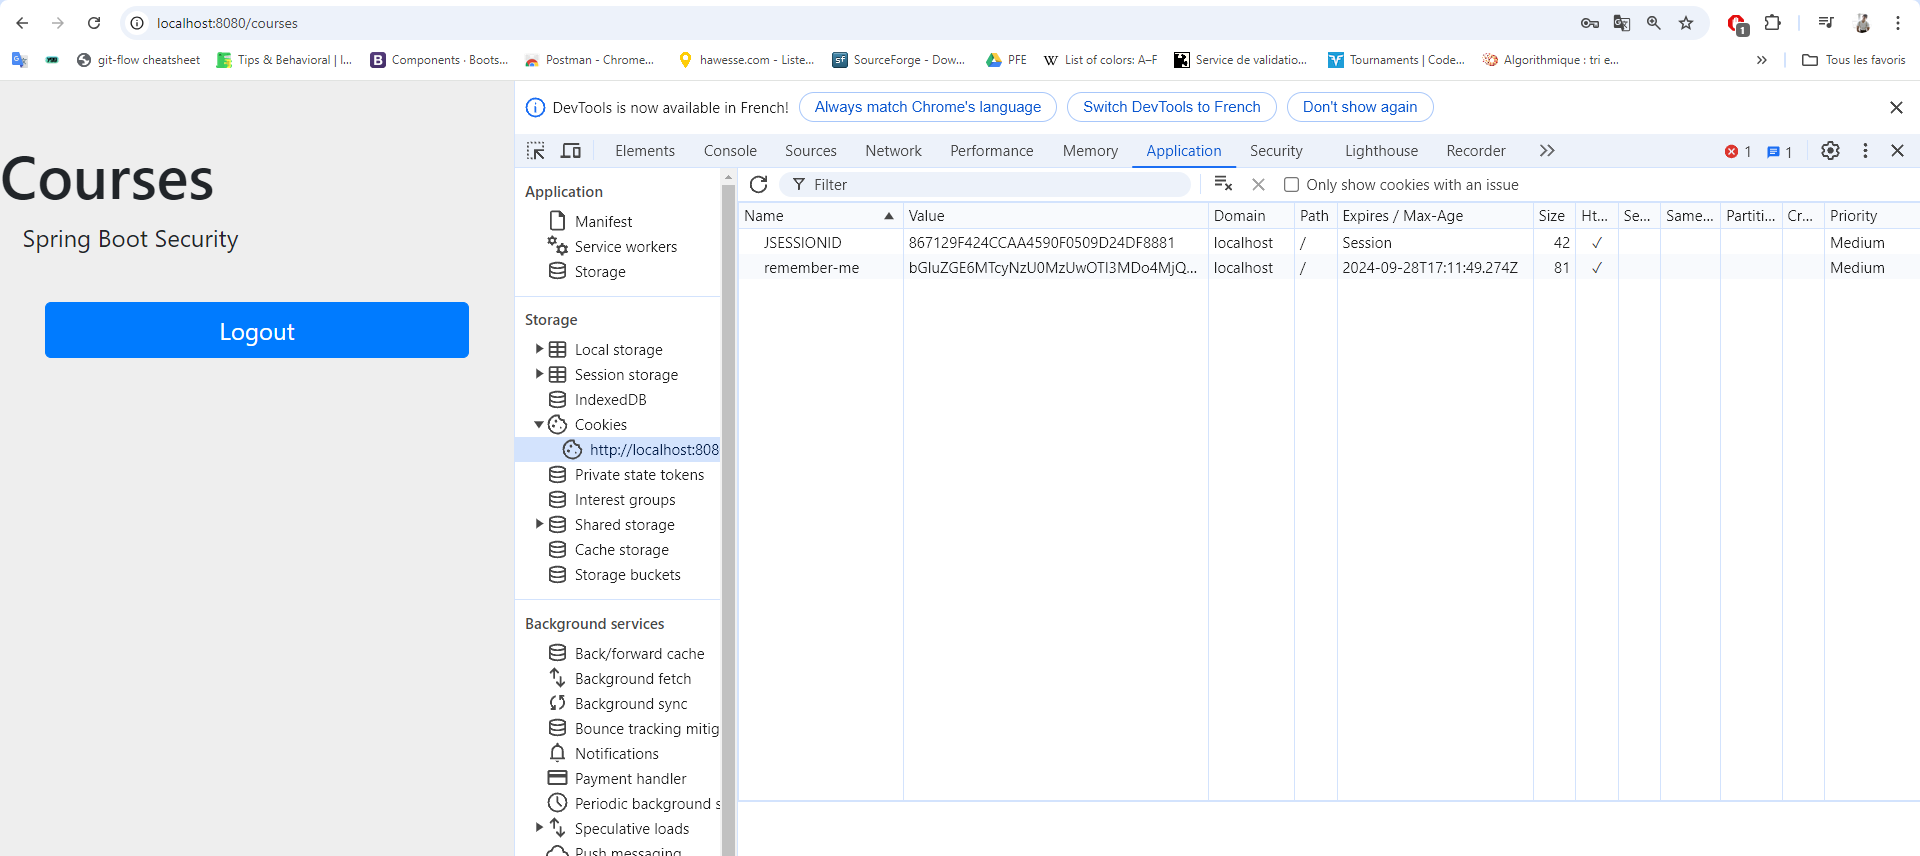 localhost:8080/courses
1
git-flow cheatsheet
Tips & Behavioral | I...
Components · Boots...
Postman - Chrome...
hawesse.com - Liste...
SourceForge - Dow...
PFE
List of colors: A–F
Service de validatio...
Tournaments | Code...
Algorithmique : tri e...
Tous les favoris
Courses
Spring Boot Security
Logout
DevTools is now available in French!
Always match Chrome's language
Switch DevTools to French
Don't show again
Elements
Console
Sources
Network
Performance
Memory
Application
Security
Lighthouse
Recorder
1
1
Application
Manifest
Service workers
Storage
Storage
Local storage
Session storage
IndexedDB
Cookies
http://localhost:808
Private state tokens
Interest groups
Shared storage
Cache storage
Storage buckets
Background services
Back/forward cache
Background fetch
Background sync
Bounce tracking mitig
Notifications
Payment handler
Periodic background s
Speculative loads
Push messaging
Filter
Only show cookies with an issue
Name Value Domain Path Expires / Max-Age Size Ht... Se... Same... Partiti... Cr... Priority
JSESSIONID 867129F424CCAA4590F0509D24DF8881 localhost / Session 42 ✓ Medium
remember-me bGluZGE6MTcyNzU0MzUwOTI3MDo4MjQ... localhost / 2024-09-28T17:11:49.274Z 81 ✓ Medium